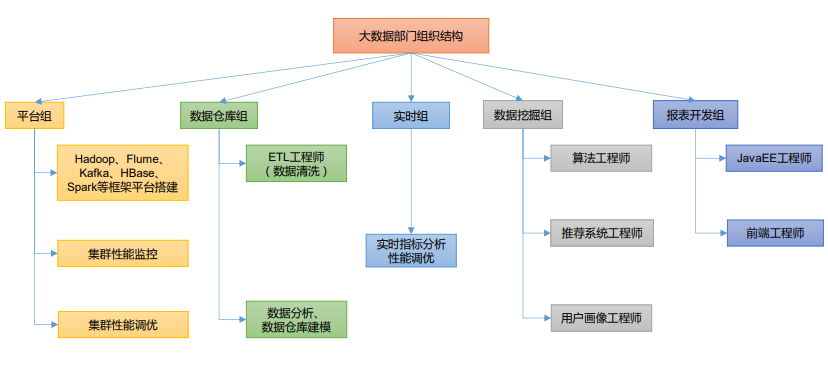 大数据部门组织结构
平台组
数据仓库组
实时组
数据挖掘组
报表开发组
Hadoop、Flume、
Kafka、HBase、
Spark等框架平台搭建
集群性能监控
集群性能调优
ETL工程师
（数据清洗）
数据分析、
数据仓库建模
实时指标分析
性能调优
算法工程师
推荐系统工程师
用户画像工程师
JavaEE工程师
前端工程师